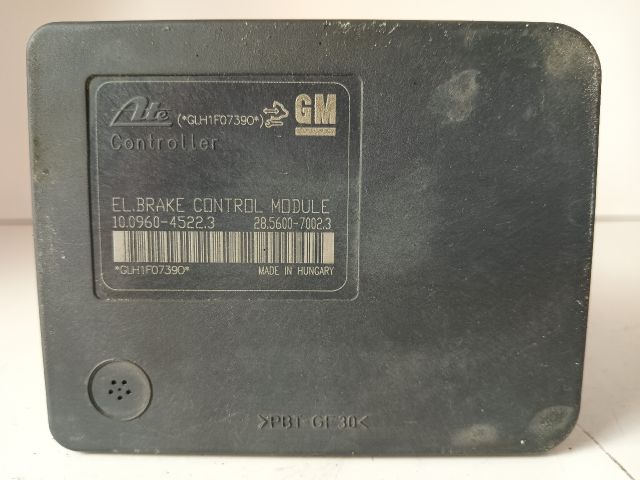 Ate (*GLH1F07390*) GM
Controller
EL.BRAKE CONTROL MODULE
10.0960-4522.3 28.5600-7002.3
*GLH1F07390*
MADE IN HUNGARY
>PBT GF30<